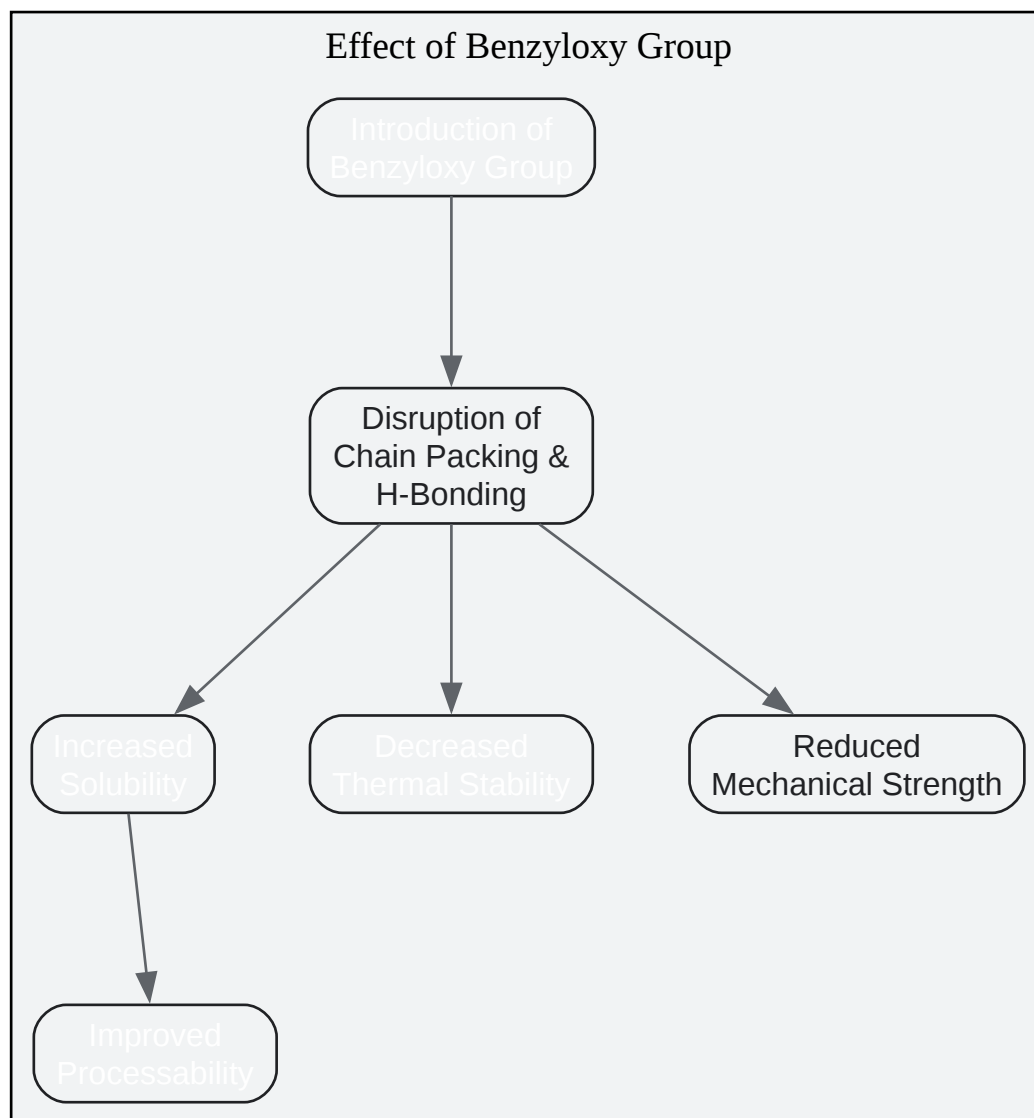 Effect of Benzyloxy Group
Introduction of
Benzyloxy Group
Disruption of
Chain Packing &
H-Bonding
Increased
Solubility
Decreased
Thermal Stability
Reduced
Mechanical Strength
Improved
Processability